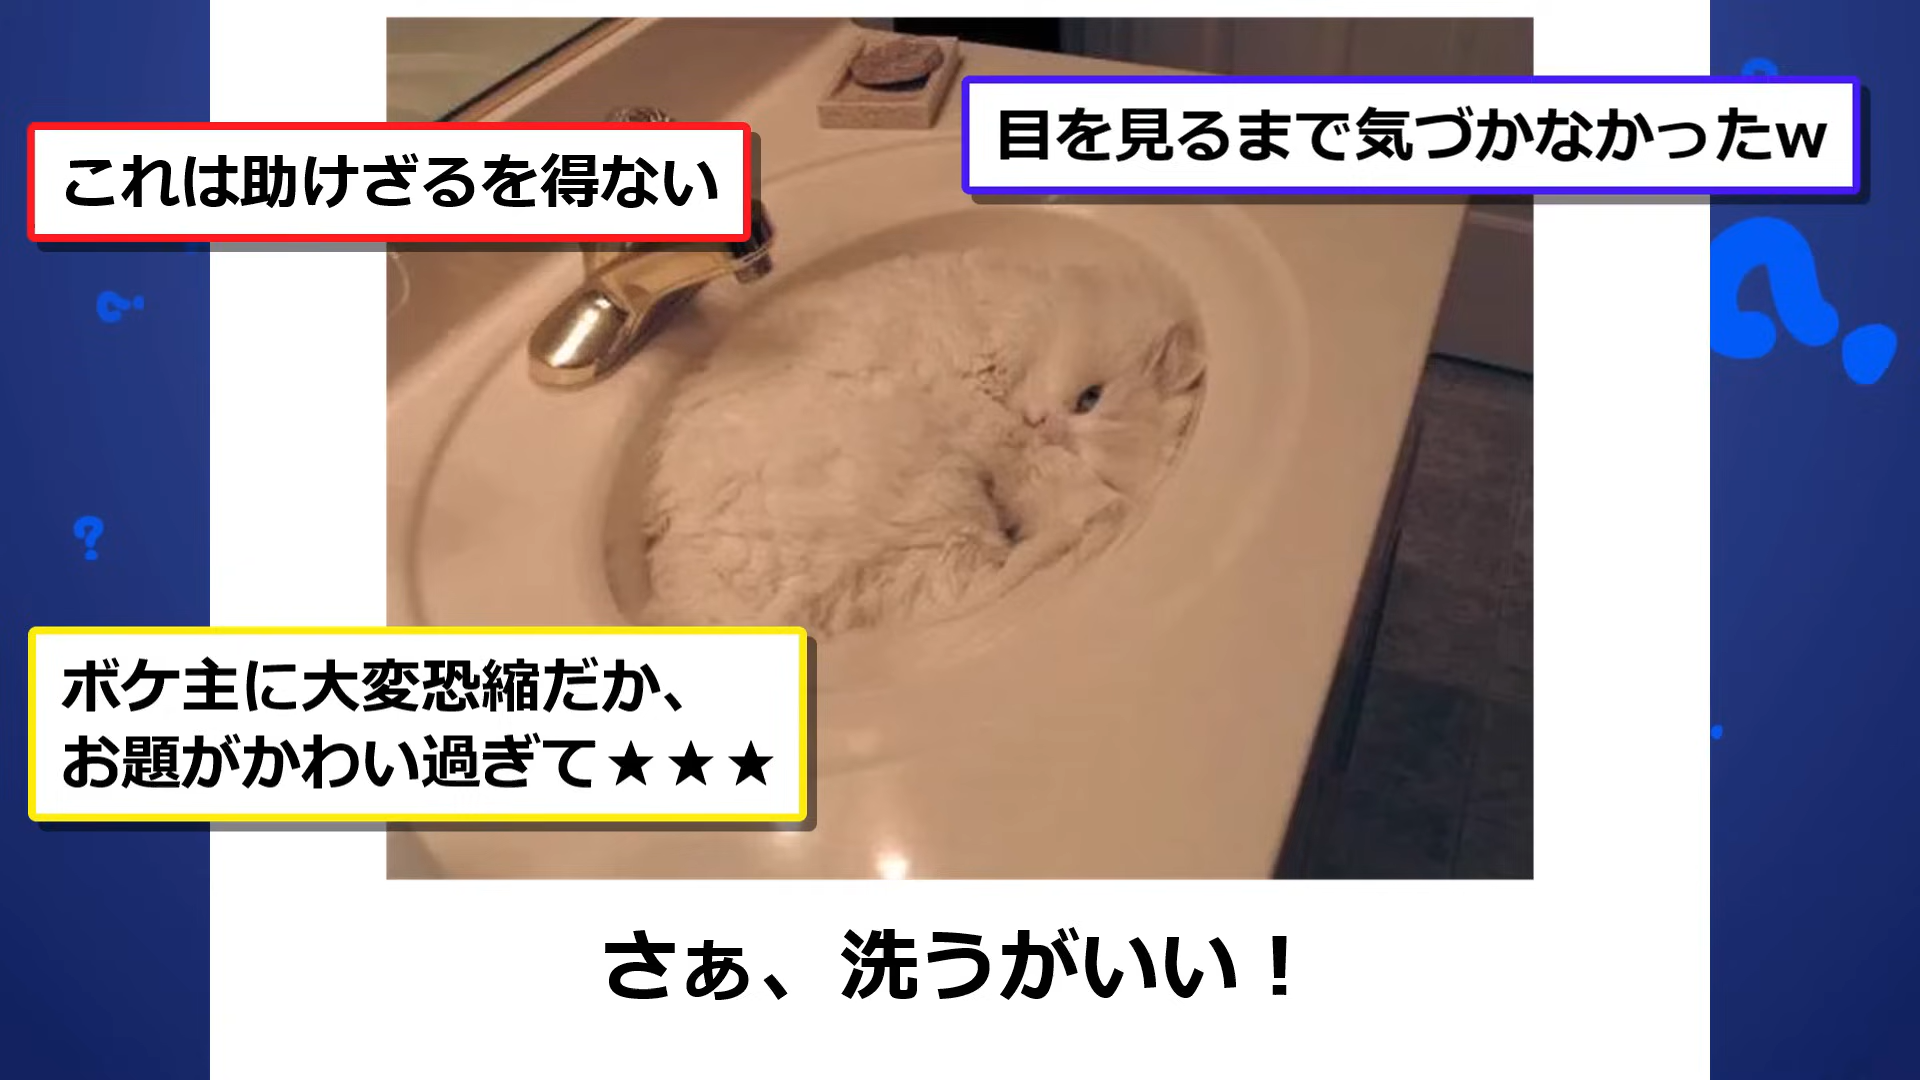 これは助けざるを得ない
目を見るまで気づかなかったw
ボケ主に大変恐縮だか、
お題がかわい過ぎて★★★
さぁ、洗うがいい！